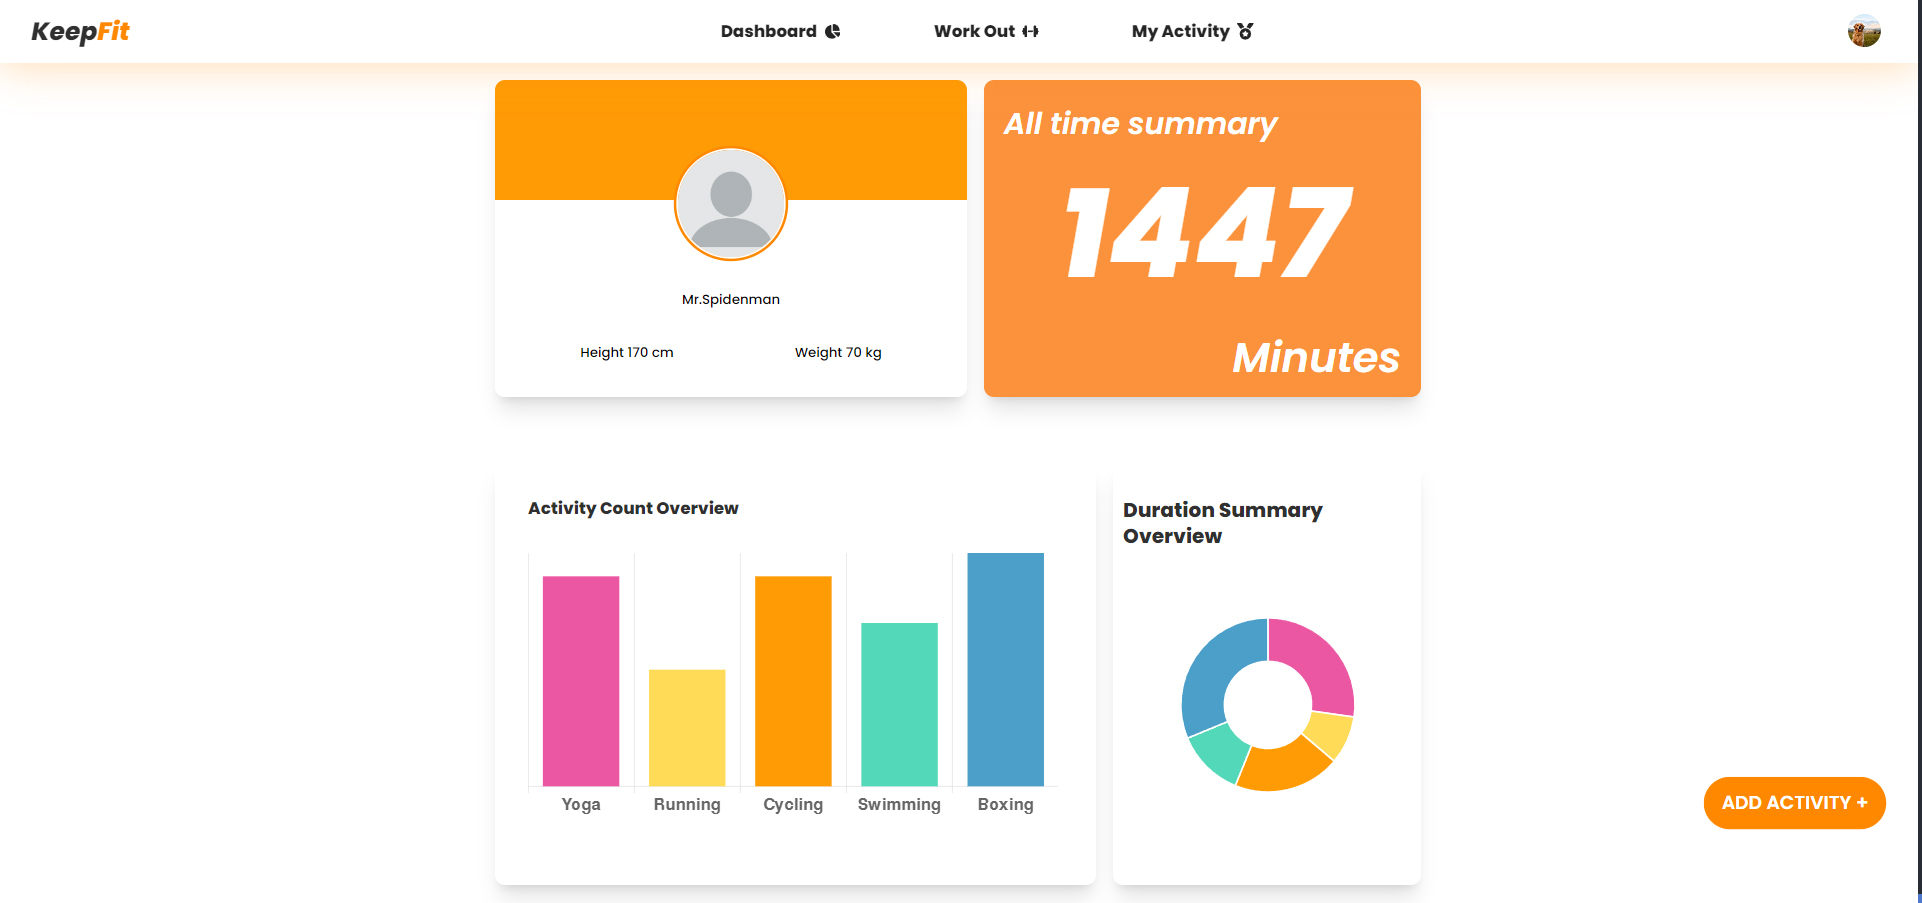 KeepFit
Dashboard
Work Out
My Activity
All time summary
1447
Minutes
Mr.Spidenman
Height 170 cm
Weight 70 kg
Activity Count Overview
Yoga
Running
Cycling
Swimming
Boxing
Duration Summary
Overview
ADD ACTIVITY +